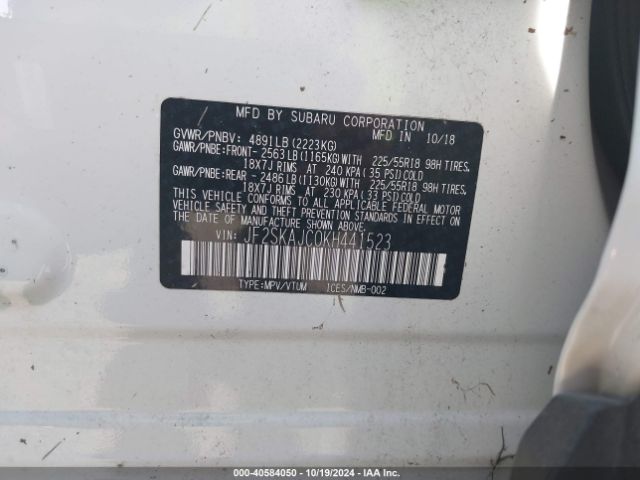 MFD BY SUBARU CORPORATION
GVWR/PNBV: 4891LB(2223KG) MFD IN 10/18
GAWR/PNBE:FRONT-2563LB(1165KG)WITH 225/55R18 98H TIRES,
18X7J RIMS AT 240 KPA(35 PSI)COLD.
GAWR/PNBE:REAR -2486LB(1130KG)WITH 225/55R18 98H TIRES,
18X7J RIMS AT 230 KPA(33 PSI)COLD.
THIS VEHICLE CONFORMS TO ALL APPLICABLE FEDERAL MOTOR
VEHICLE SAFETY, BUMPER, AND THEFT PREVENTION STANDARDS
IN EFFECT ON THE DATE OF MANUFACTURE SHOWN ABOVE.
VIN: JF2SKAJC0KH441523
TYPE:MPV/VTUM ICES/NMB-002
000-40584050 | 10/19/2024 | IAA Inc.